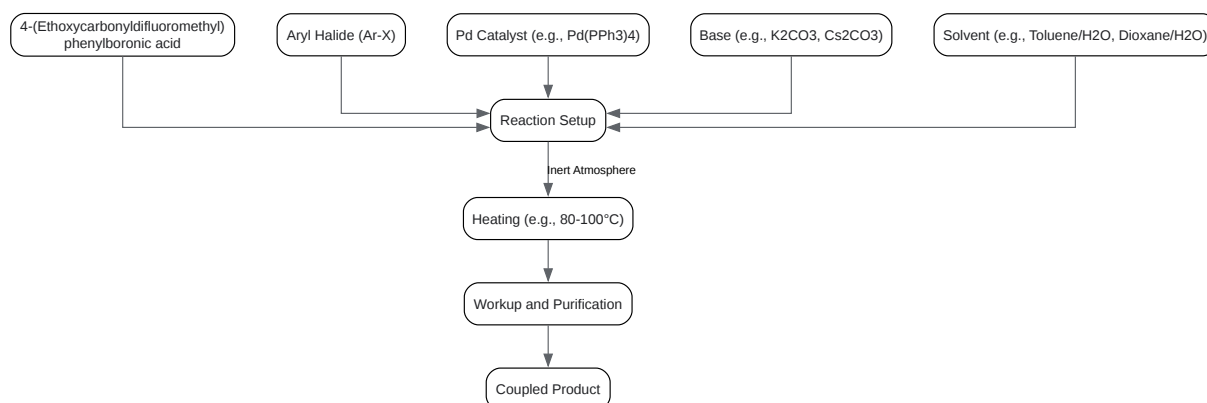 4-(Ethoxycarbonyldifluoromethyl)
phenylboronic acid
Aryl Halide (Ar-X)
Pd Catalyst (e.g., Pd(PPh3)4)
Base (e.g., K2CO3, Cs2CO3)
Solvent (e.g., Toluene/H2O, Dioxane/H2O)
Reaction Setup
Inert Atmosphere
Heating (e.g., 80-100°C)
Workup and Purification
Coupled Product